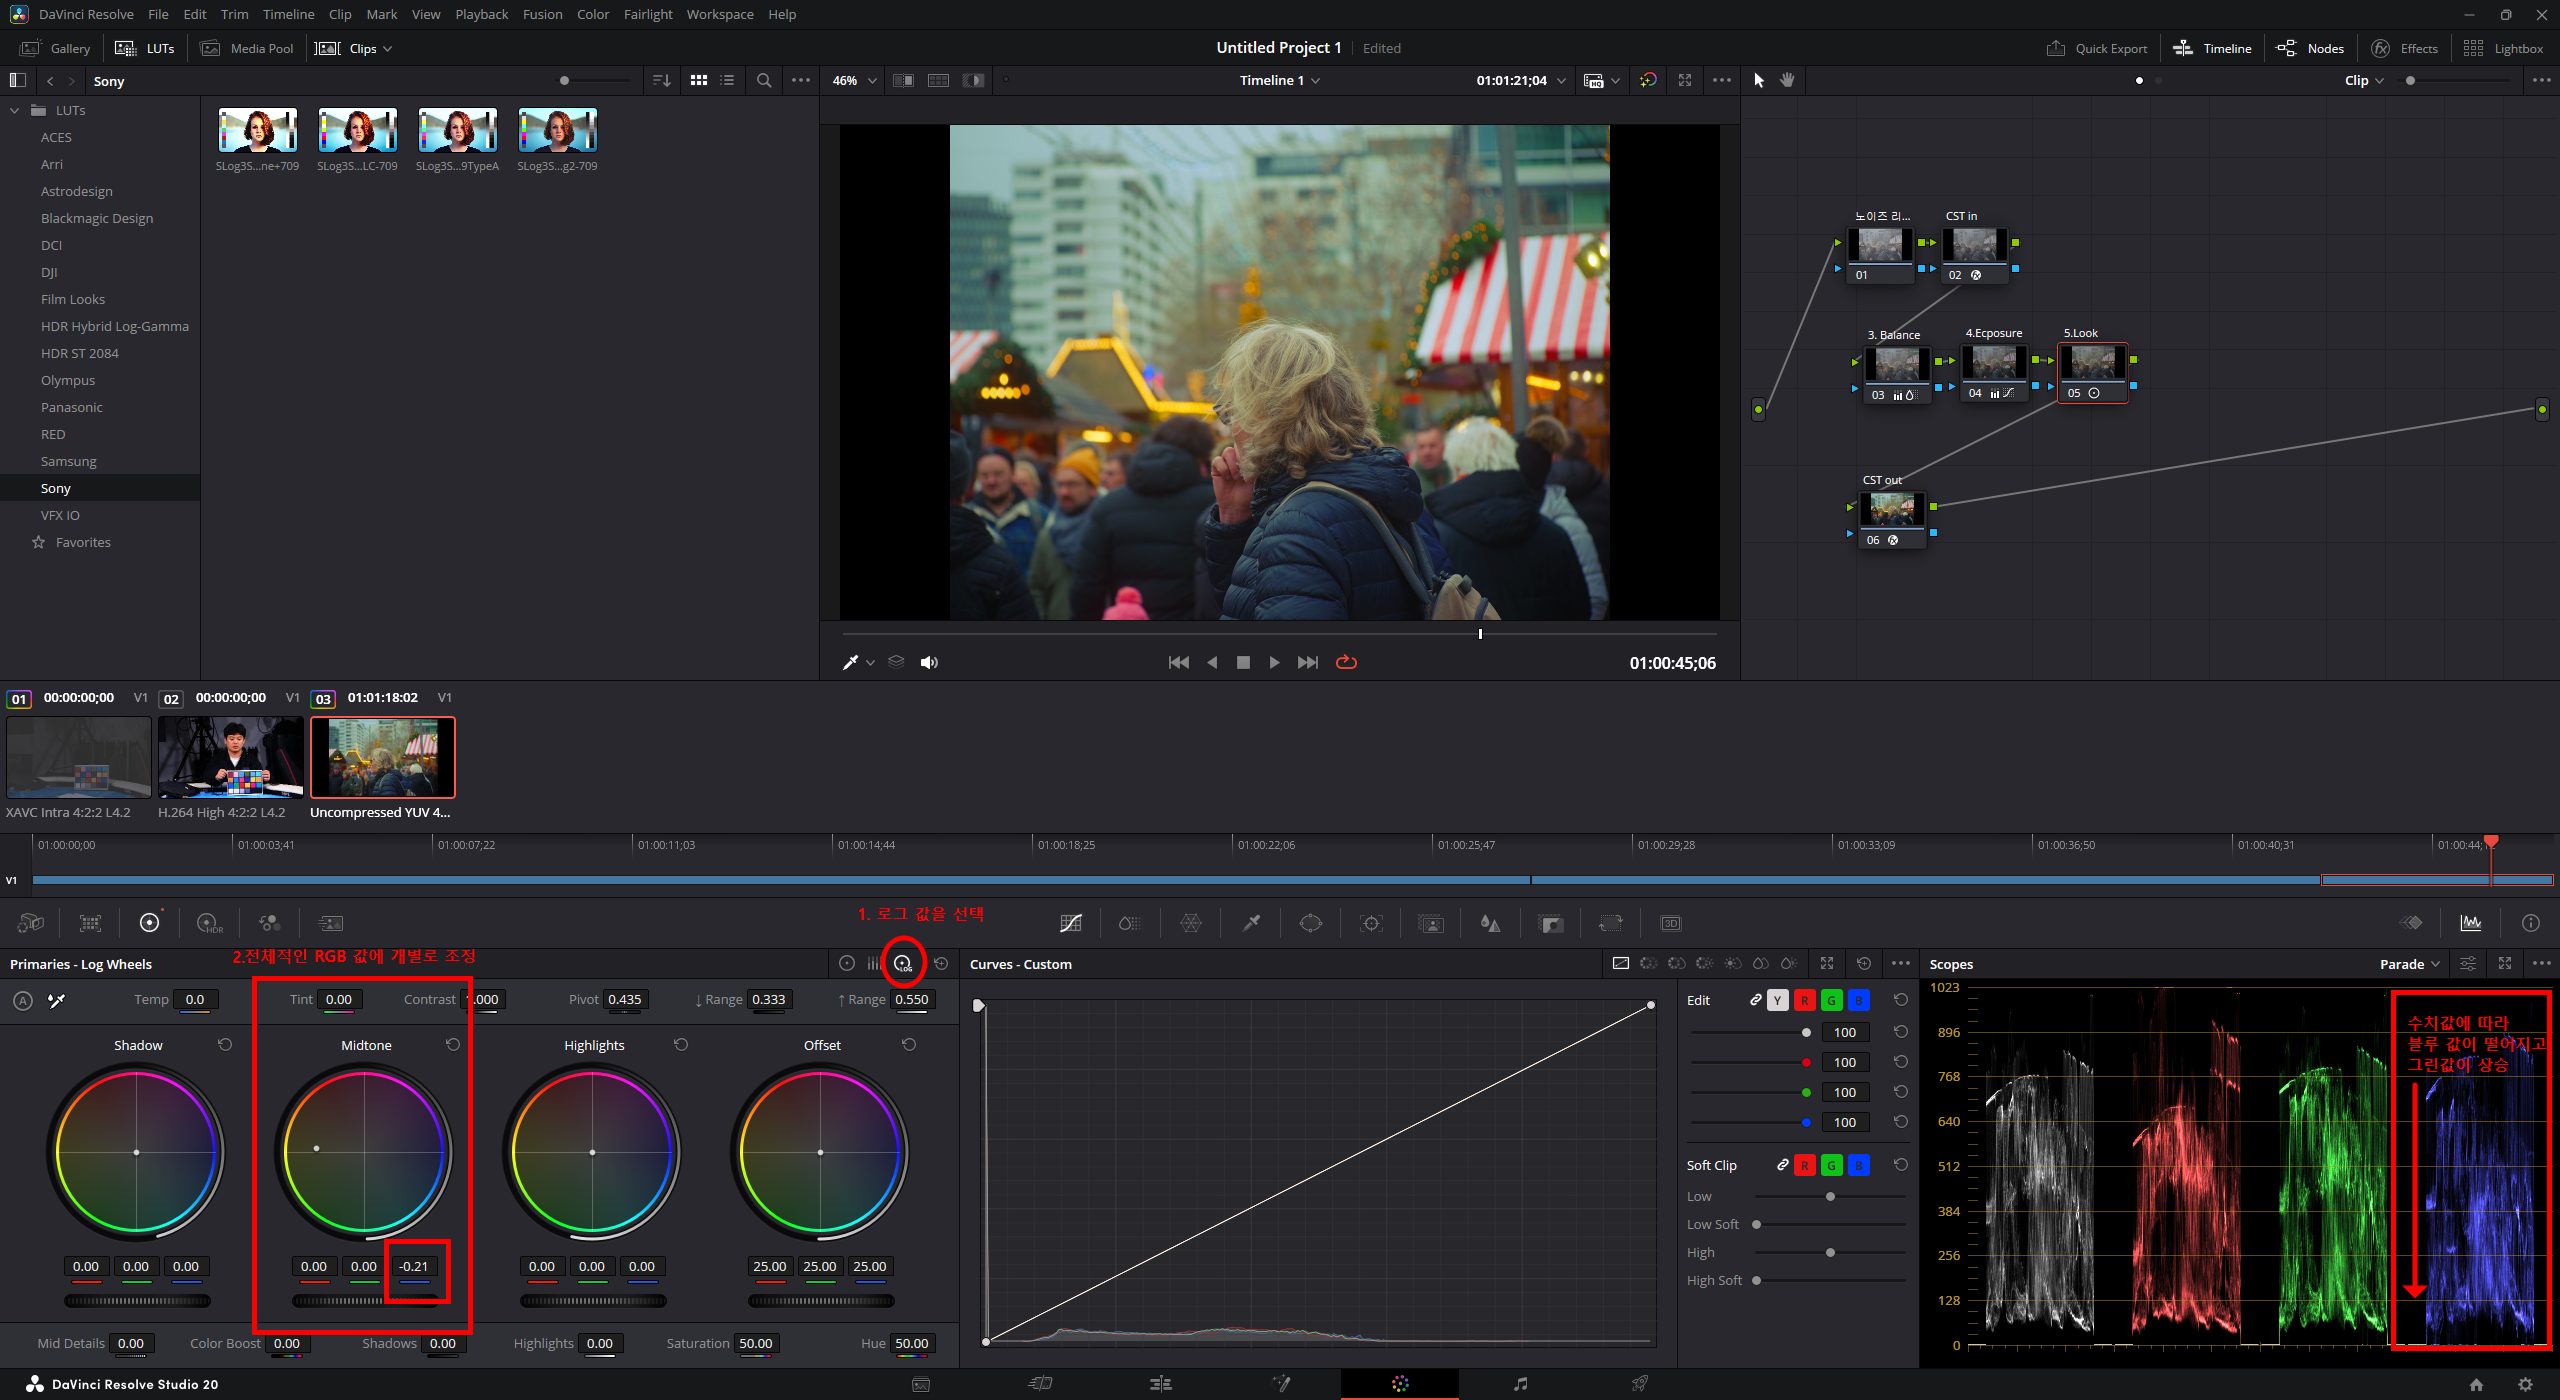 DaVinci Resolve File Edit Trim Timeline Clip Mark View Playback Fusion Color Fairlight Workspace Help
Gallery LUTs Media Pool Clips Untitled Project 1 Edited Quick Export Timeline Nodes Effects Lightbox
Sony 46% Timeline 1 01:01:21;04 Clip
LUTs
ACES
Arri
Astrodesign
Blackmagic Design
DCI
DJI
Film Looks
HDR Hybrid Log-Gamma
HDR ST 2084
Olympus
Panasonic
RED
Samsung
Sony
VFX IO
Favorites
SLog3S...ne+709 SLog3S...LC-709 SLog3S...9TypeA SLog3S...g2-709
노이즈 리... CST in
01 02
3. Balance 4.Ecposure 5.Look
03 04 05
CST out
06
01:00:45;06
01 00:00:00;00 V1 02 00:00:00;00 V1 03 01:01:18:02 V1
XAVC Intra 4:2:2 L4.2 H.264 High 4:2:2 L4.2 Uncompressed YUV 4...
01:00:00;00 01:00:03;41 01:00:07;22 01:00:11;03 01:00:14;44 01:00:18;25 01:00:22;06 01:00:25;47 01:00:29;28 01:00:33;09 01:00:36;50 01:00:40;31 01:00:44;
V1
HDR 3D
1. 로그 값을 선택
2.전체적인 RGB 값에 개별로 조정
Primaries - Log Wheels LOG
A Temp 0.0 Tint 0.00 Contrast 1.000 Pivot 0.435 ↓ Range 0.333 ↑ Range 0.550
Shadow Midtone Highlights Offset
0.00 0.00 0.00 0.00 0.00 -0.21 0.00 0.00 0.00 25.00 25.00 25.00
Mid Details 0.00 Color Boost 0.00 Shadows 0.00 Highlights 0.00 Saturation 50.00 Hue 50.00
Curves - Custom
Edit Y R G B
100
100
100
100
Soft Clip R G B
Low
Low Soft
High
High Soft
Scopes Parade
1023
896
768
640
512
384
256
128
0
수치값에 따라
블루 값이 떨어지고
그린값이 상승
DaVinci Resolve Studio 20